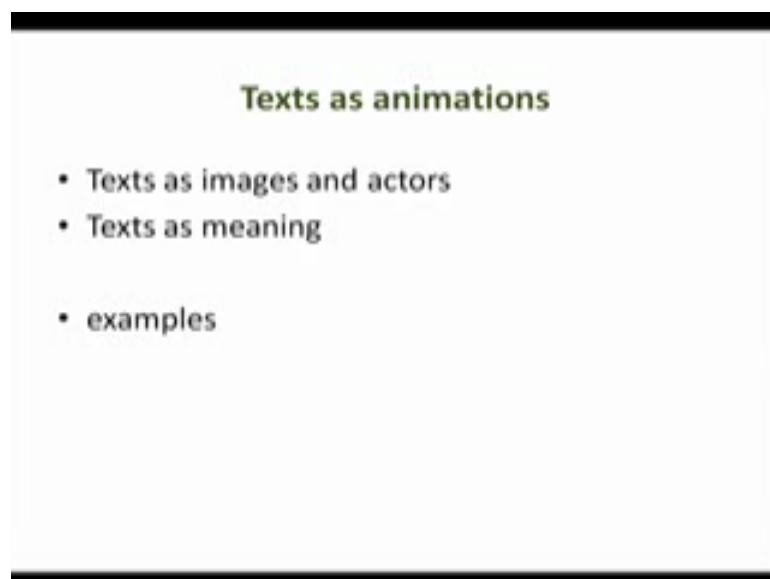 Texts as animations
• Texts as images and actors
• Texts as meaning
• examples